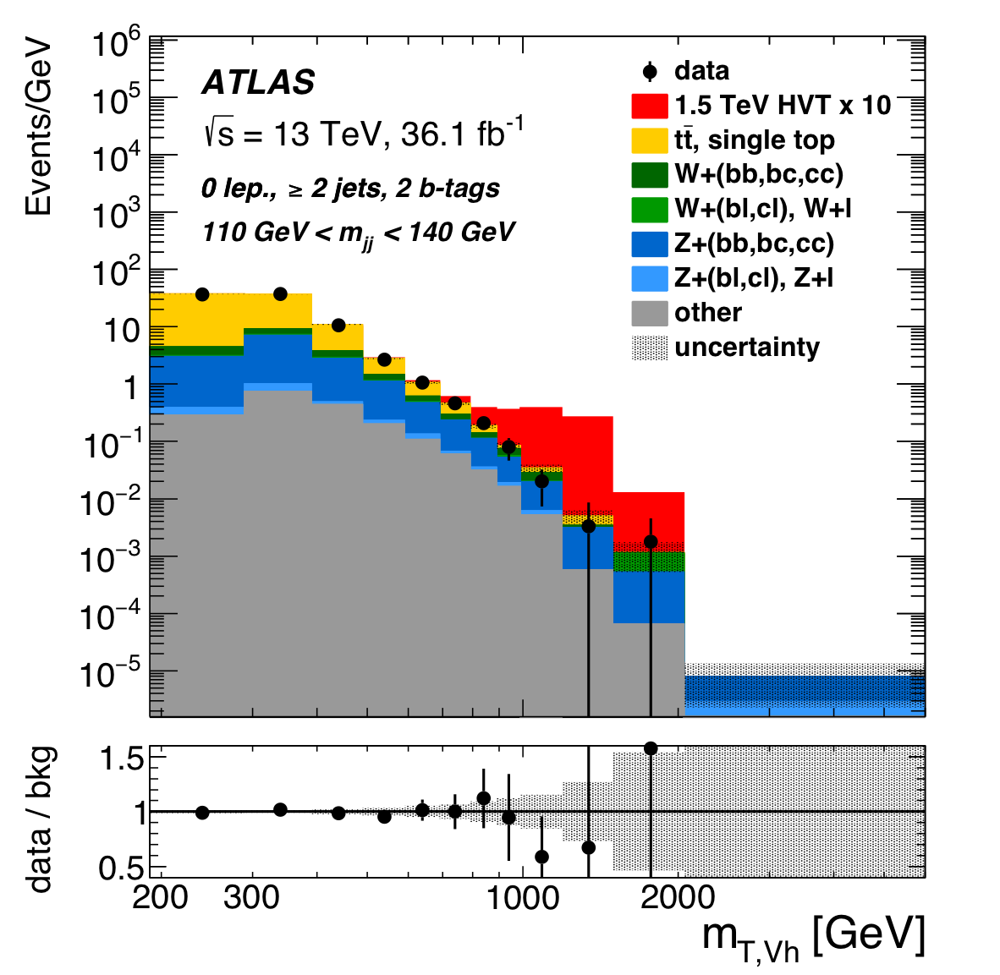 Events/GeV
10⁶
10⁵
10⁴
10³
10²
10
1
10⁻¹
10⁻²
10⁻³
10⁻⁴
10⁻⁵
ATLAS
√s = 13 TeV, 36.1 fb⁻¹
0 lep., ≥ 2 jets, 2 b-tags
110 GeV < m_jj < 140 GeV
data
1.5 TeV HVT x 10
tt̄, single top
W+(bb,bc,cc)
W+(bl,cl), W+l
Z+(bb,bc,cc)
Z+(bl,cl), Z+l
other
uncertainty
data / bkg
1.5
1
0.5
200 300 1000 2000
m_T,Vh [GeV]